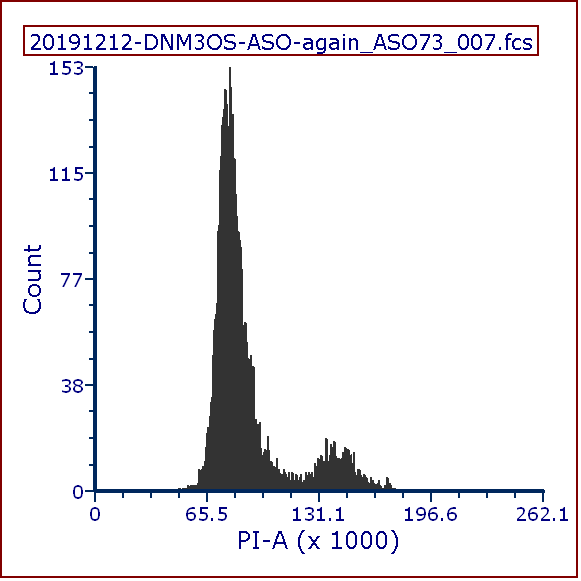 20191212-DNM3OS-ASO-again_ASO73_007.fcs
153
115
77
38
0
Count
0 65.5 131.1 196.6 262.1
PI-A (x 1000)